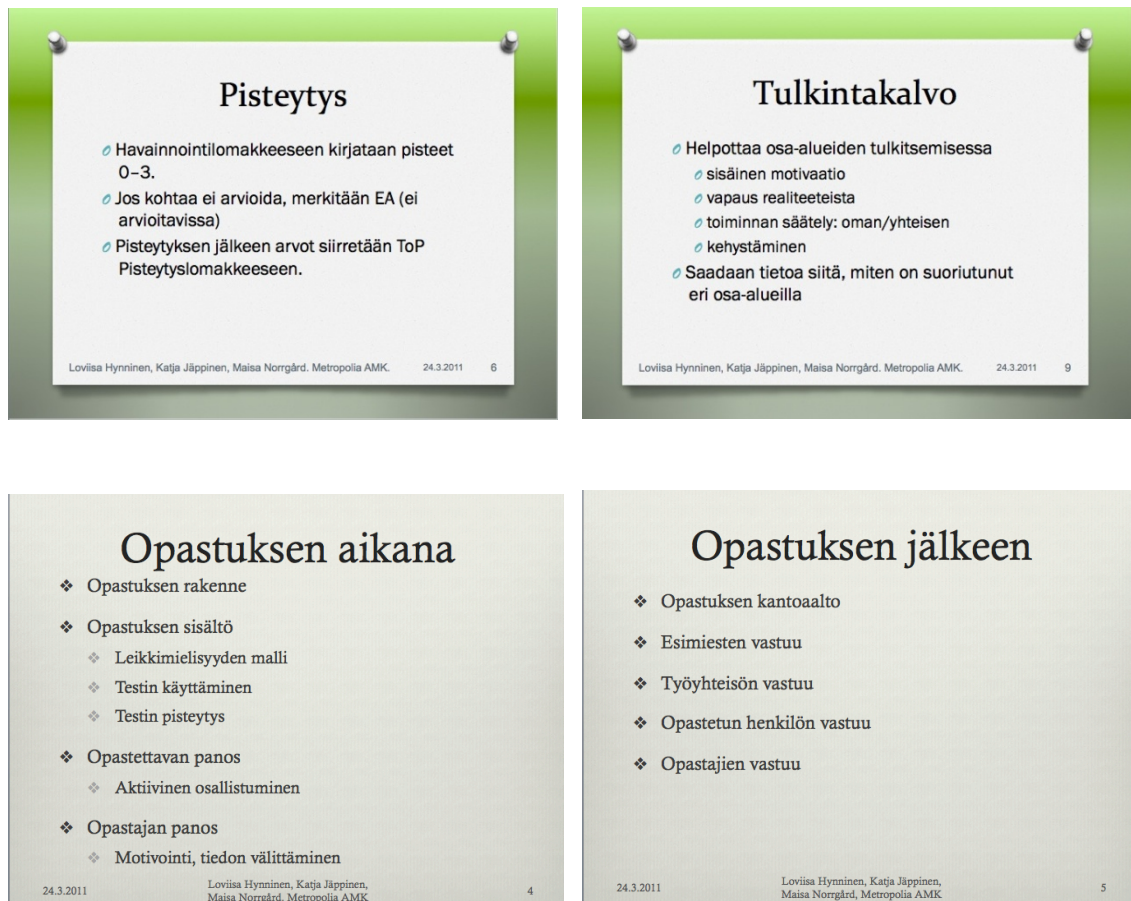 Pisteytys
Havainnointilomakkeeseen kirjataan pisteet
0–3.
Jos kohtaa ei arvioida, merkitään EA (ei
arvioitavissa)
Pisteytyksen jälkeen arvot siirretään ToP
Pisteytyslomakkeeseen.
Loviisa Hynninen, Katja Jäppinen, Maisa Norrgård. Metropolia AMK. 24.3.2011 6
Tulkintakalvo
Helpottaa osa-alueiden tulkitsemisessa
sisäinen motivaatio
vapaus realiteeteista
toiminnan säätely: oman/yhteisen
kehystäminen
Saadaan tietoa siitä, miten on suoriutunut
eri osa-alueilla
Loviisa Hynninen, Katja Jäppinen, Maisa Norrgård. Metropolia AMK. 24.3.2011 9
Opastuksen aikana
Opastuksen rakenne
Opastuksen sisältö
Leikkimielisyyden malli
Testin käyttäminen
Testin pisteytys
Opastettavan panos
Aktiivinen osallistuminen
Opastajan panos
Motivointi, tiedon välittäminen
24.3.2011
Loviisa Hynninen, Katja Jäppinen,
Maisa Norrgård, Metropolia AMK
4
Opastuksen jälkeen
Opastuksen kantoaalto
Esimiesten vastuu
Työyhteisön vastuu
Opastetun henkilön vastuu
Opastajien vastuu
24.3.2011
Loviisa Hynninen, Katja Jäppinen,
Maisa Norrgård, Metropolia AMK
5